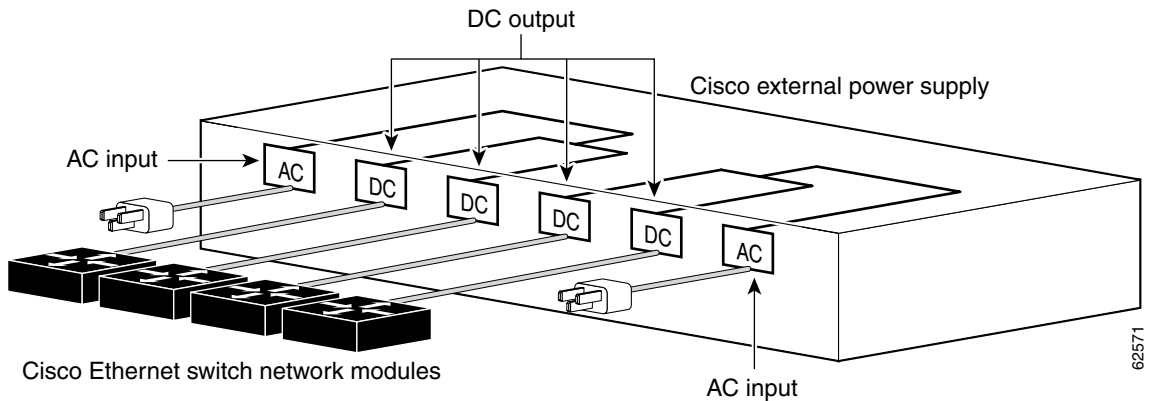 DC output
Cisco external power supply
AC input
AC
DC
DC
DC
DC
AC
Cisco Ethernet switch network modules
AC input
62571